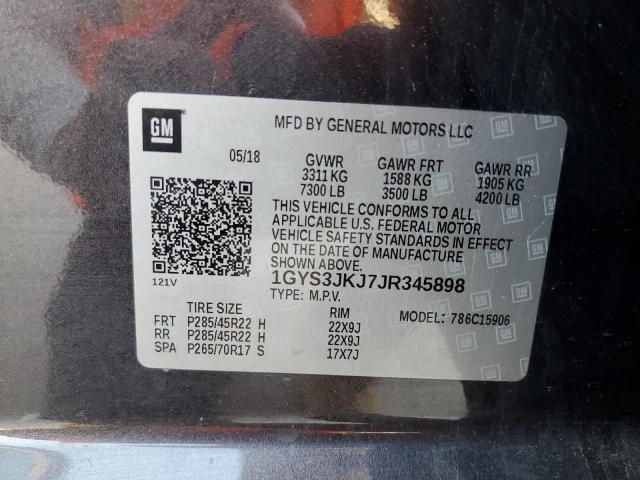 GM
MFD BY GENERAL MOTORS LLC
05/18 GVWR GAWR FRT GAWR RR
3311 KG 1588 KG 1905 KG
7300 LB 3500 LB 4200 LB
THIS VEHICLE CONFORMS TO ALL
APPLICABLE U.S. FEDERAL MOTOR
VEHICLE SAFETY STANDARDS IN EFFECT
ON THE DATE OF MANUFACTURE
SHOWN ABOVE.
121V 1GYS3JKJ7JR345898
TYPE: M.P.V.
TIRE SIZE RIM MODEL: 786C15906
FRT P285/45R22 H 22X9J
RR P285/45R22 H 22X9J
SPA P265/70R17 S 17X7J